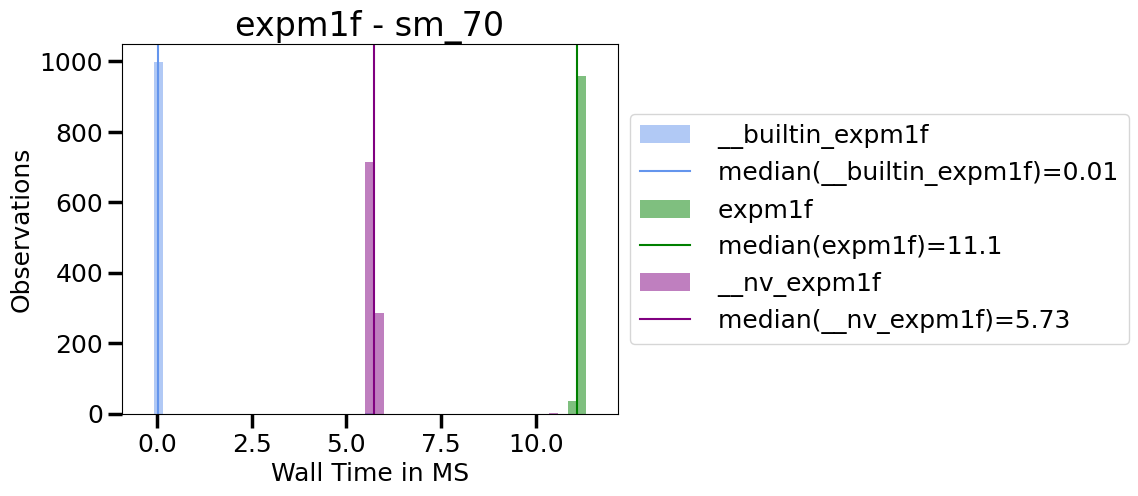 expm1f - sm_70
1000
800
600
400
200
0
Observations
0.0 2.5 5.0 7.5 10.0
Wall Time in MS
__builtin_expm1f
median(__builtin_expm1f)=0.01
expm1f
median(expm1f)=11.1
__nv_expm1f
median(__nv_expm1f)=5.73